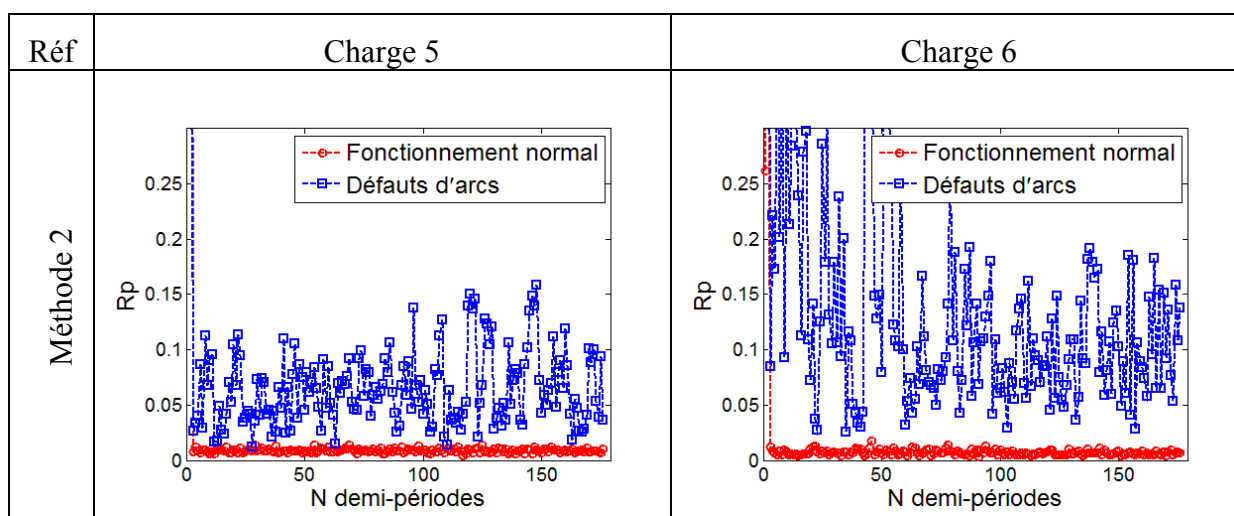 Réf Charge 5 Charge 6
Méthode 2
Fonctionnement normal
Défauts d'arcs
0.25
0.2
0.15
0.1
0.05
0
Rp
0 50 100 150
N demi-périodes
Fonctionnement normal
Défauts d'arcs
0.25
0.2
0.15
0.1
0.05
0
Rp
0 50 100 150
N demi-périodes